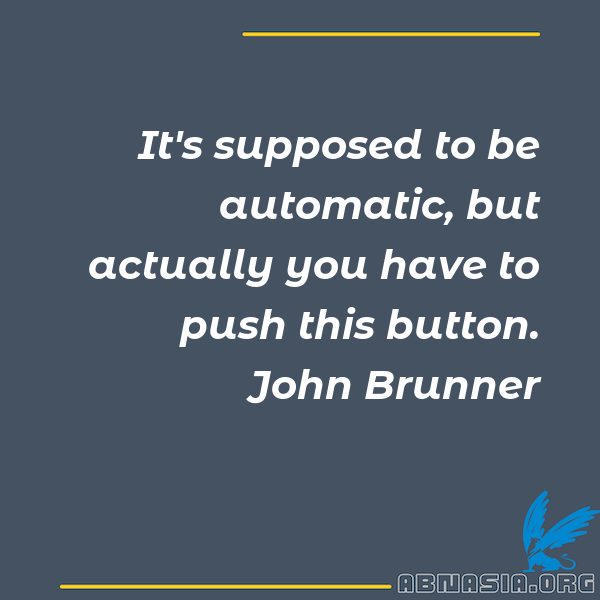 It's supposed to be
automatic, but
actually you have to
push this button.
John Brunner
ABNASIA.ORG